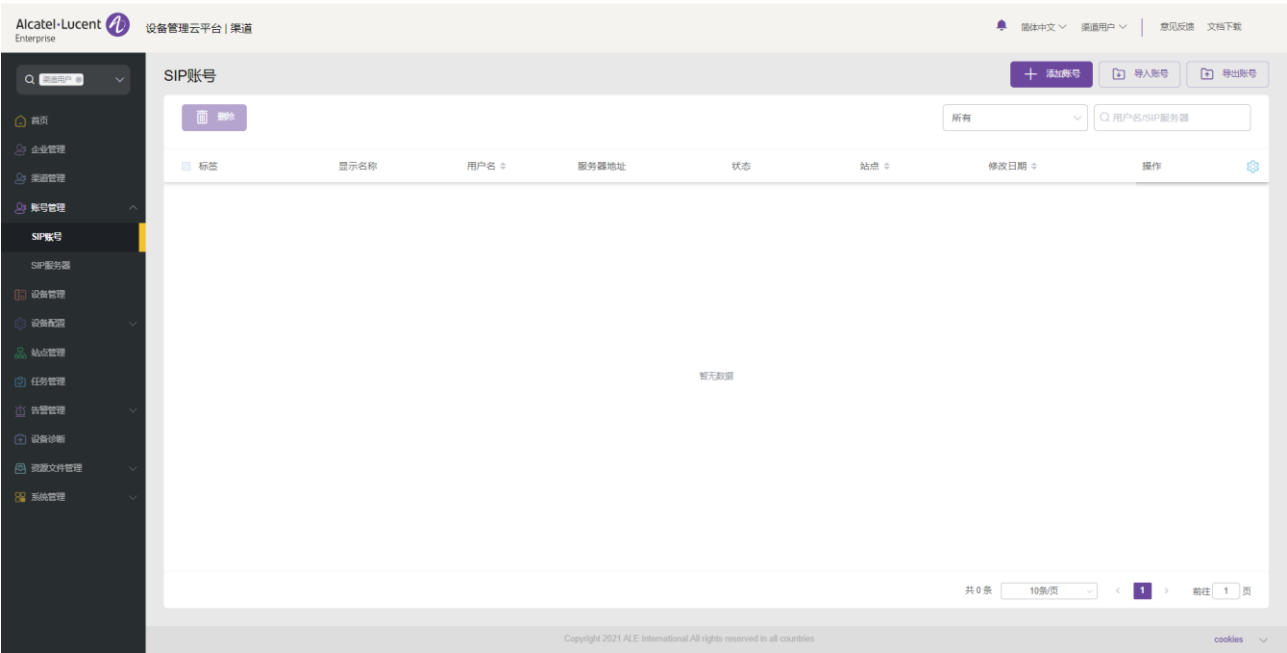 Alcatel·Lucent
Enterprise
设备管理云平台 | 渠道
简体中文
渠道用户
意见反馈
文档下载
渠道用户
首页
企业管理
渠道管理
账号管理
SIP账号
SIP服务器
设备管理
设备配置
站点管理
任务管理
告警管理
设备诊断
资源文件管理
系统管理
SIP账号
添加账号
导入账号
导出账号
删除
所有
用户名/SIP服务器
标签 显示名称 用户名 服务器地址 状态 站点 修改日期 操作
暂无数据
共 0 条 10条/页 < 1 > 前往 1 页
Copyright 2021 ALE International.All rights reserved in all countries
cookies